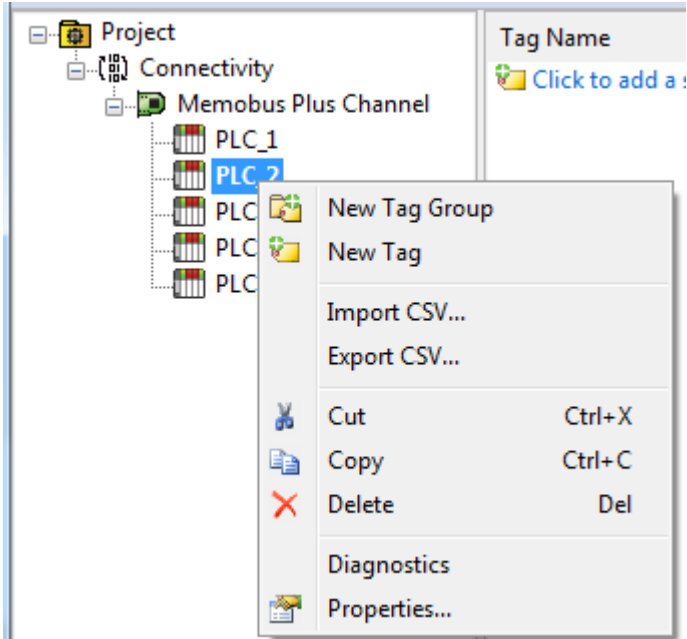 Project
Connectivity
Memobus Plus Channel
PLC_1
PLC_2
PLC
PLC
PLC
Tag Name
Click to add a s
New Tag Group
New Tag
Import CSV...
Export CSV...
Cut Ctrl+X
Copy Ctrl+C
Delete Del
Diagnostics
Properties...